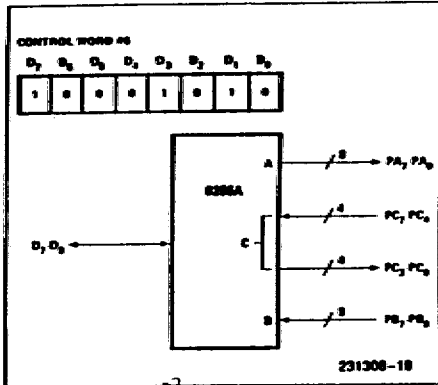 CONTROL WORD #6
D7 D6 D5 D4 D3 D2 D1 D0
1 0 0 0 1 0 1 0
A
8 PA7-PA0
8255A
4 PC7-PC4
D7-D0
C
4 PC3-PC0
B
8 PB7-PB0
231308-18